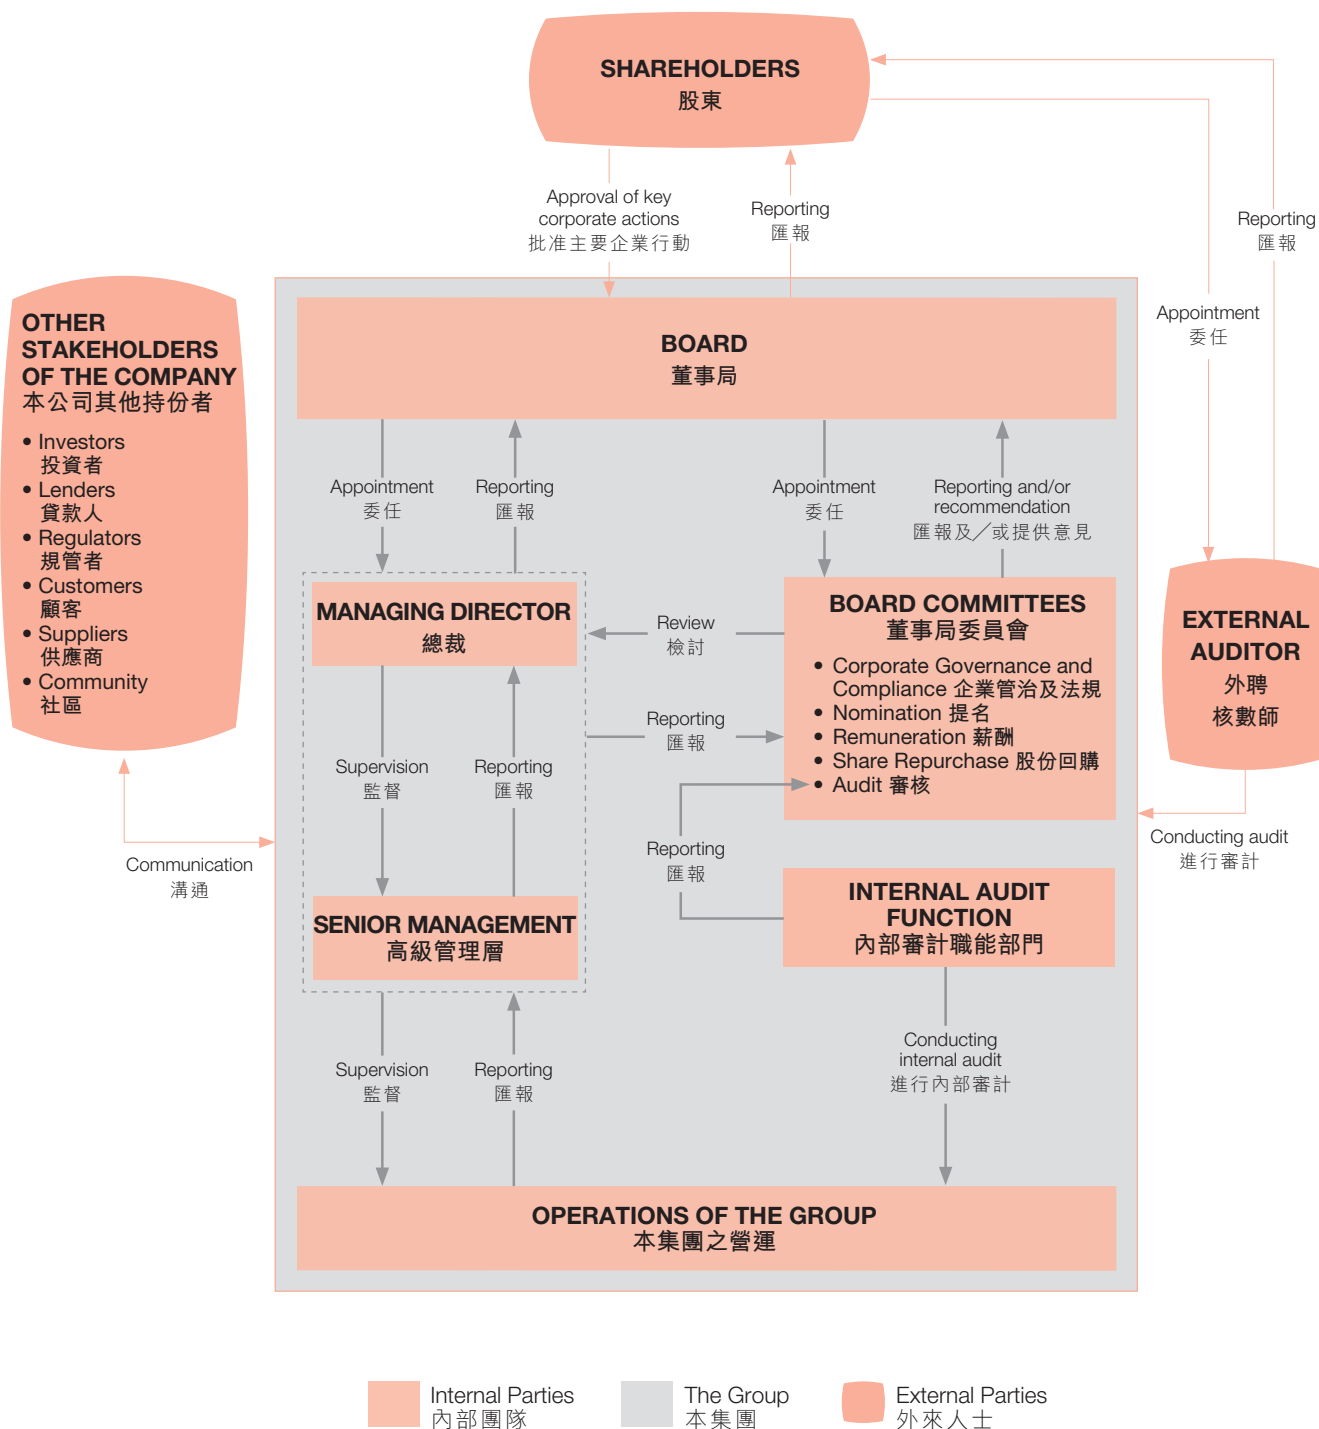 SHAREHOLDERS
股東
Approval of key
corporate actions
批准主要企業行動
Reporting
匯報
Reporting
匯報
Appointment
委任
OTHER
STAKEHOLDERS
OF THE COMPANY
本公司其他持份者
• Investors
投資者
• Lenders
貸款人
• Regulators
規管者
• Customers
顧客
• Suppliers
供應商
• Community
社區
BOARD
董事局
Appointment
委任
Reporting
匯報
Appointment
委任
Reporting and/or
recommendation
匯報及／或提供意見
MANAGING DIRECTOR
總裁
Review
檢討
BOARD COMMITTEES
董事局委員會
• Corporate Governance and
Compliance 企業管治及法規
• Nomination 提名
• Remuneration 薪酬
• Share Repurchase 股份回購
• Audit 審核
EXTERNAL
AUDITOR
外聘
核數師
Reporting
匯報
Supervision
監督
Reporting
匯報
Reporting
匯報
Communication
溝通
Conducting audit
進行審計
SENIOR MANAGEMENT
高級管理層
INTERNAL AUDIT
FUNCTION
內部審計職能部門
Supervision
監督
Reporting
匯報
Conducting
internal audit
進行內部審計
OPERATIONS OF THE GROUP
本集團之營運
Internal Parties
內部團隊
The Group
本集團
External Parties
外來人士